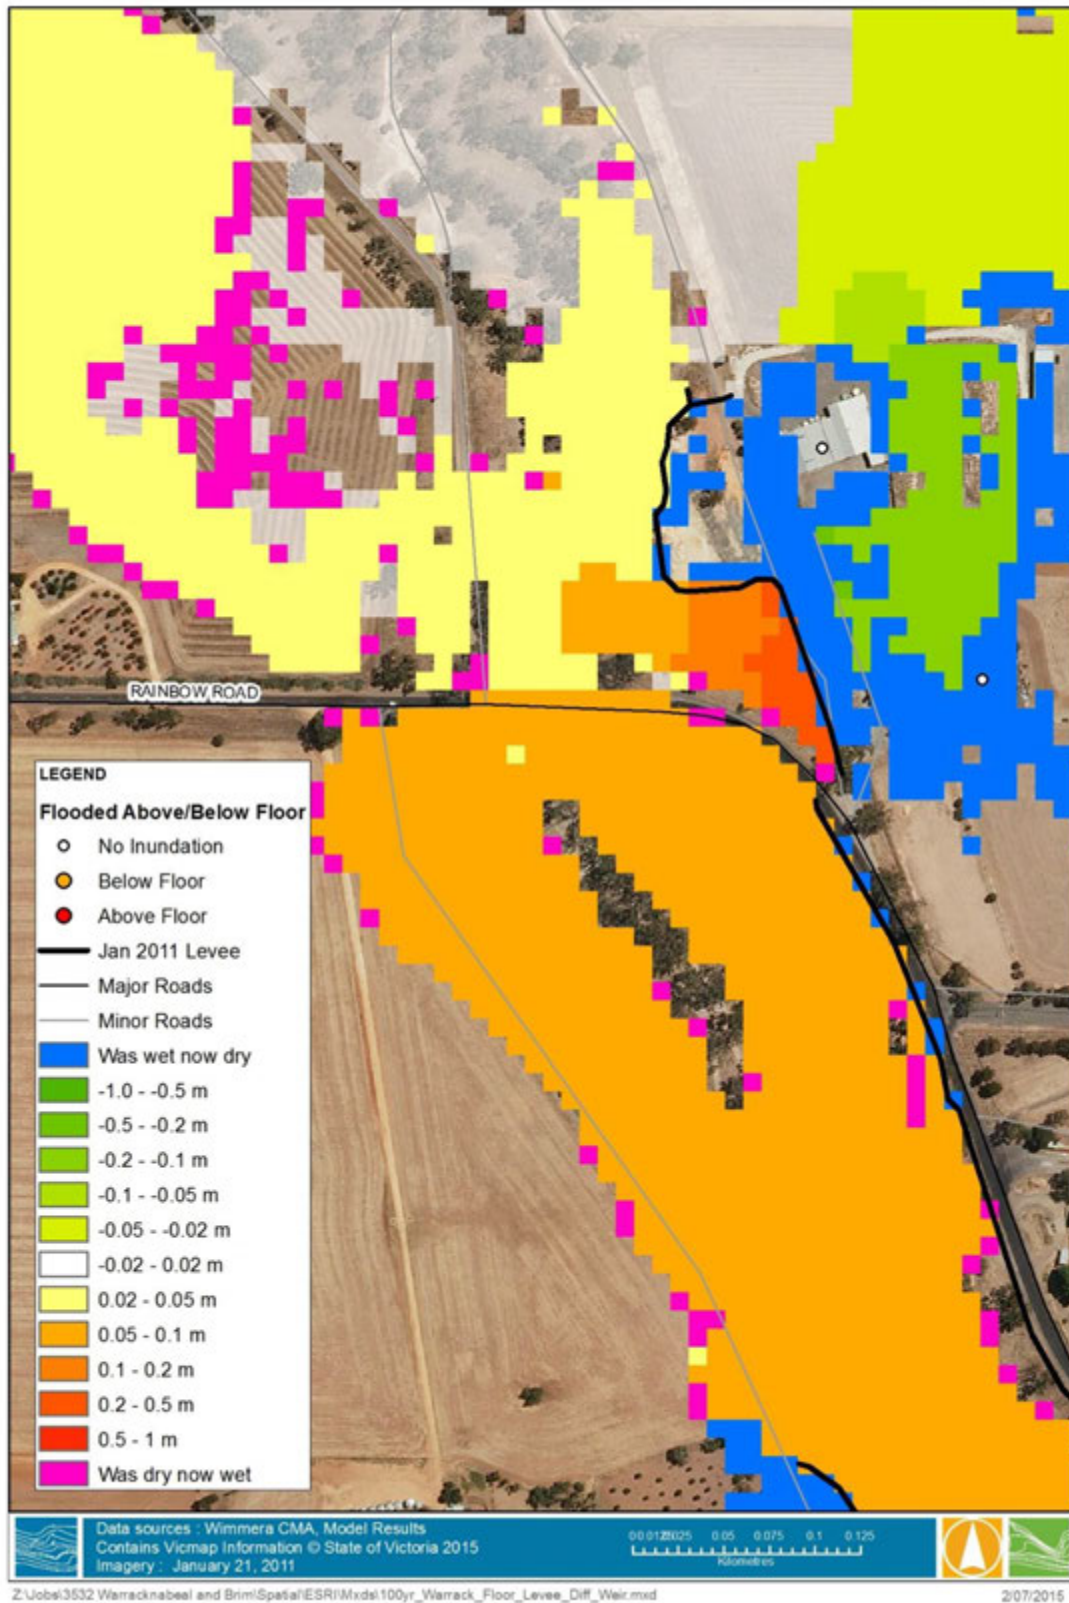 RAINBOW ROAD
LEGEND
Flooded Above/Below Floor
No Inundation
Below Floor
Above Floor
Jan 2011 Levee
Major Roads
Minor Roads
Was wet now dry
-1.0 - -0.5 m
-0.5 - -0.2 m
-0.2 - -0.1 m
-0.1 - -0.05 m
-0.05 - -0.02 m
-0.02 - 0.02 m
0.02 - 0.05 m
0.05 - 0.1 m
0.1 - 0.2 m
0.2 - 0.5 m
0.5 - 1 m
Was dry now wet
Data sources : Wimmera CMA, Model Results
Contains Vicmap Information © State of Victoria 2015
Imagery : January 21, 2011
0.05 0.075 0.1 0.125
Kilometres
Z:\Jobs\3532 Warracknabeal and Brim\Spatial\ESRI\Mxds\100yr_Warrack_Floor_Levee_Diff_Weir.mxd
2/07/2015